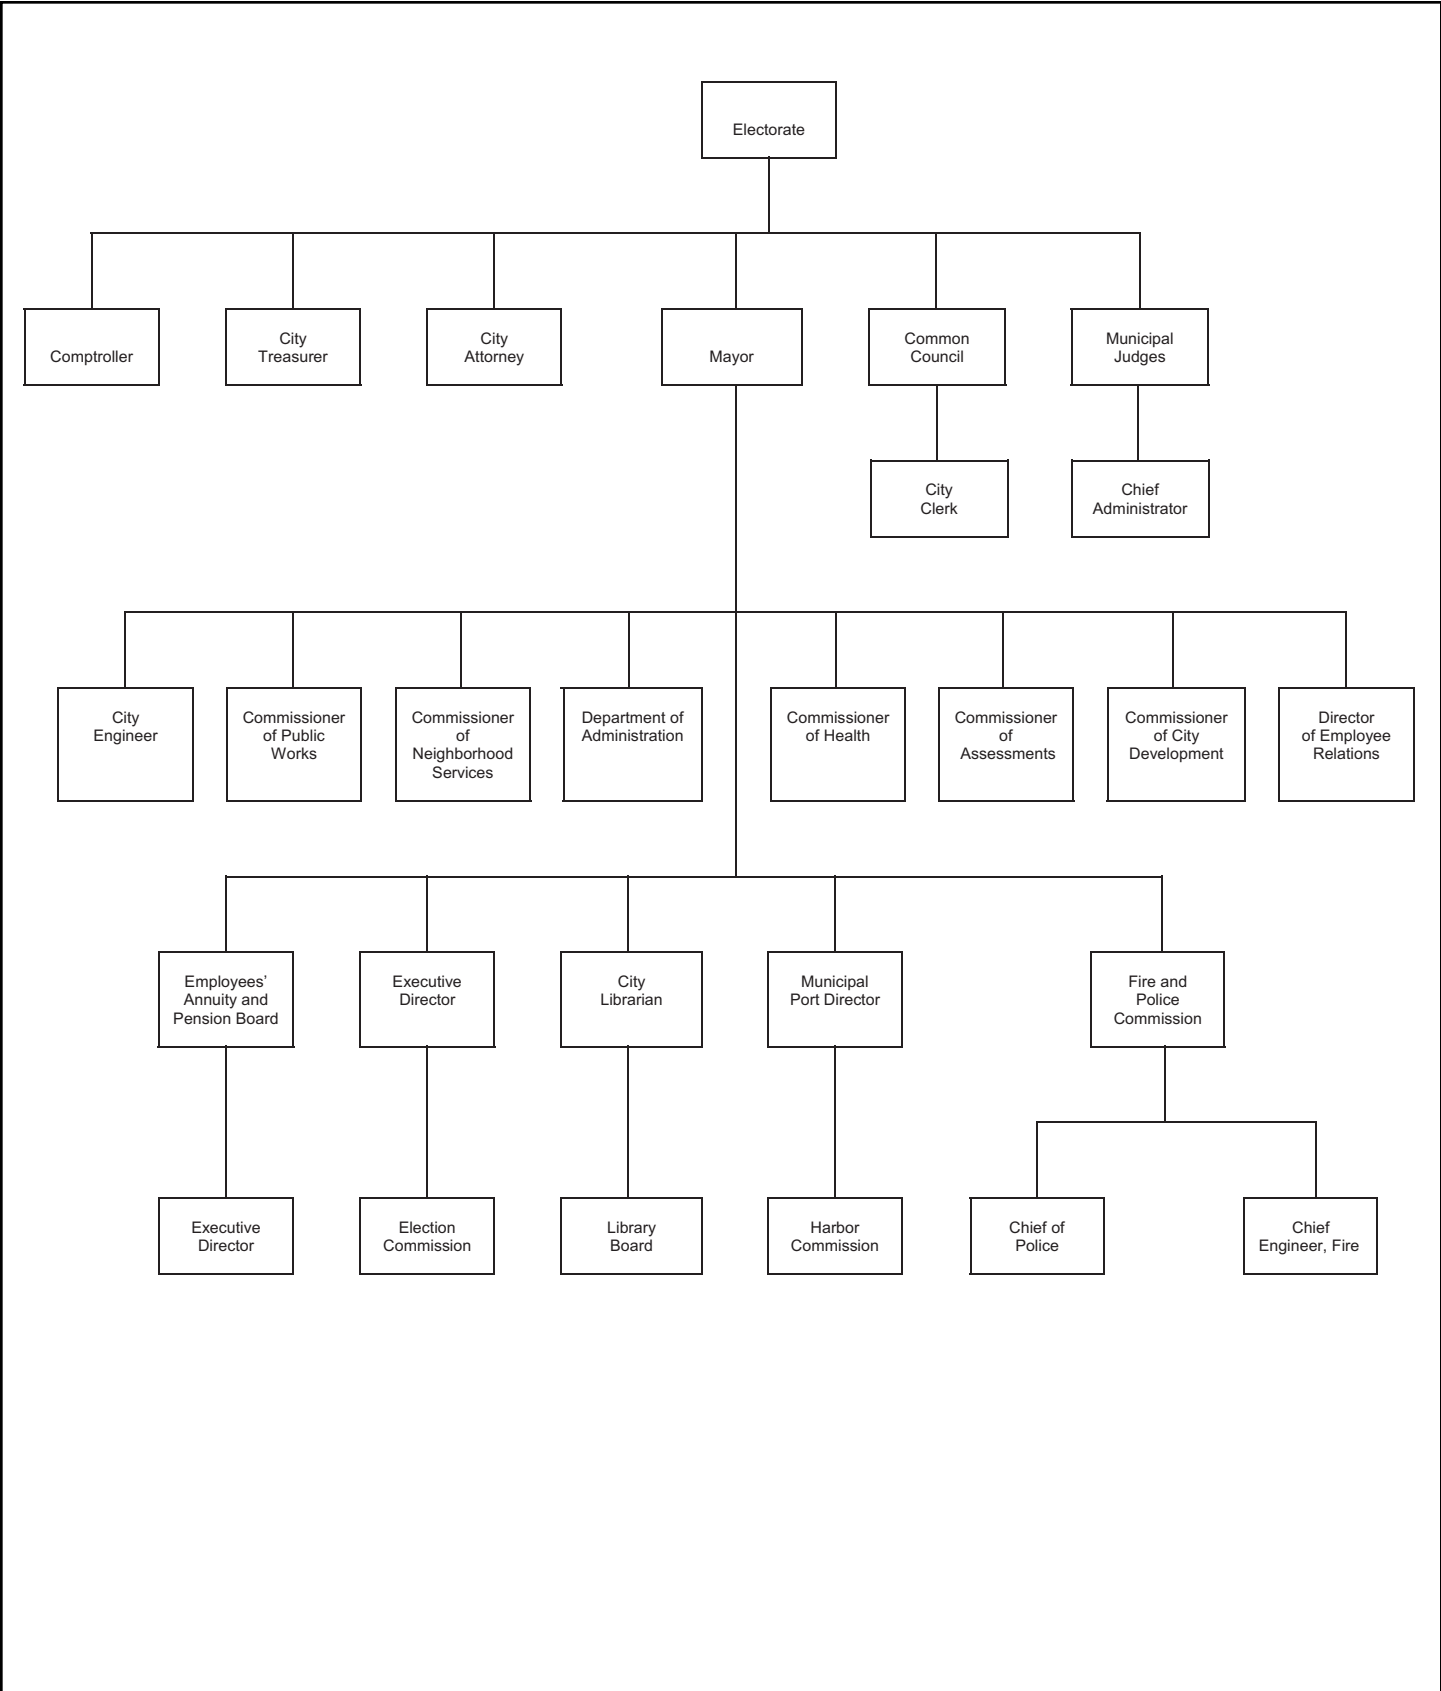 Electorate
Comptroller
City
Treasurer
City
Attorney
Mayor
Common
Council
Municipal
Judges
City
Clerk
Chief
Administrator
City
Engineer
Commissioner
of Public
Works
Commissioner
of
Neighborhood
Services
Department of
Administration
Commissioner
of Health
Commissioner
of
Assessments
Commissioner
of City
Development
Director
of Employee
Relations
Employees’
Annuity and
Pension Board
Executive
Director
City
Librarian
Municipal
Port Director
Fire and
Police
Commission
Executive
Director
Election
Commission
Library
Board
Harbor
Commission
Chief of
Police
Chief
Engineer, Fire